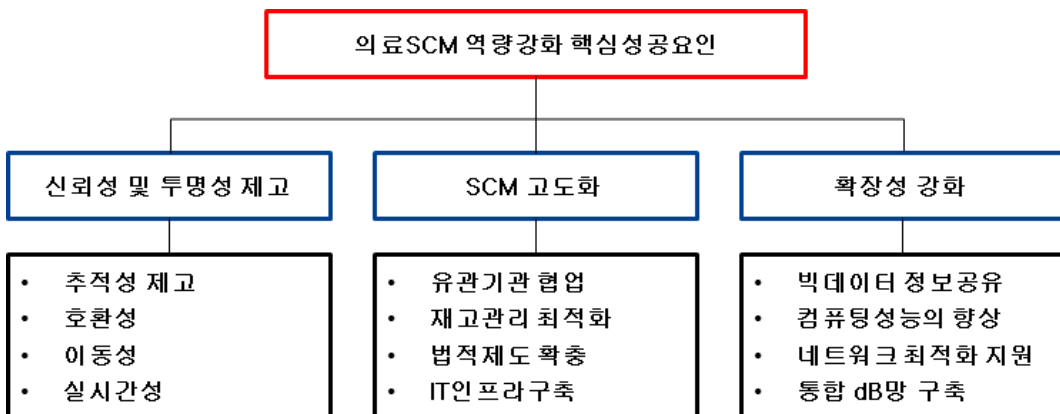 의료SCM 역량강화 핵심성공요인
신뢰성 및 투명성 제고
SCM 고도화
확장성 강화
• 추적성 제고
• 호환성
• 이동성
• 실시간성
• 유관기관 협업
• 재고관리 최적화
• 법적제도 확충
• IT인프라구축
• 빅데이터 정보공유
• 컴퓨팅성능의 향상
• 네트워크 최적화 지원
• 통합 dB망 구축